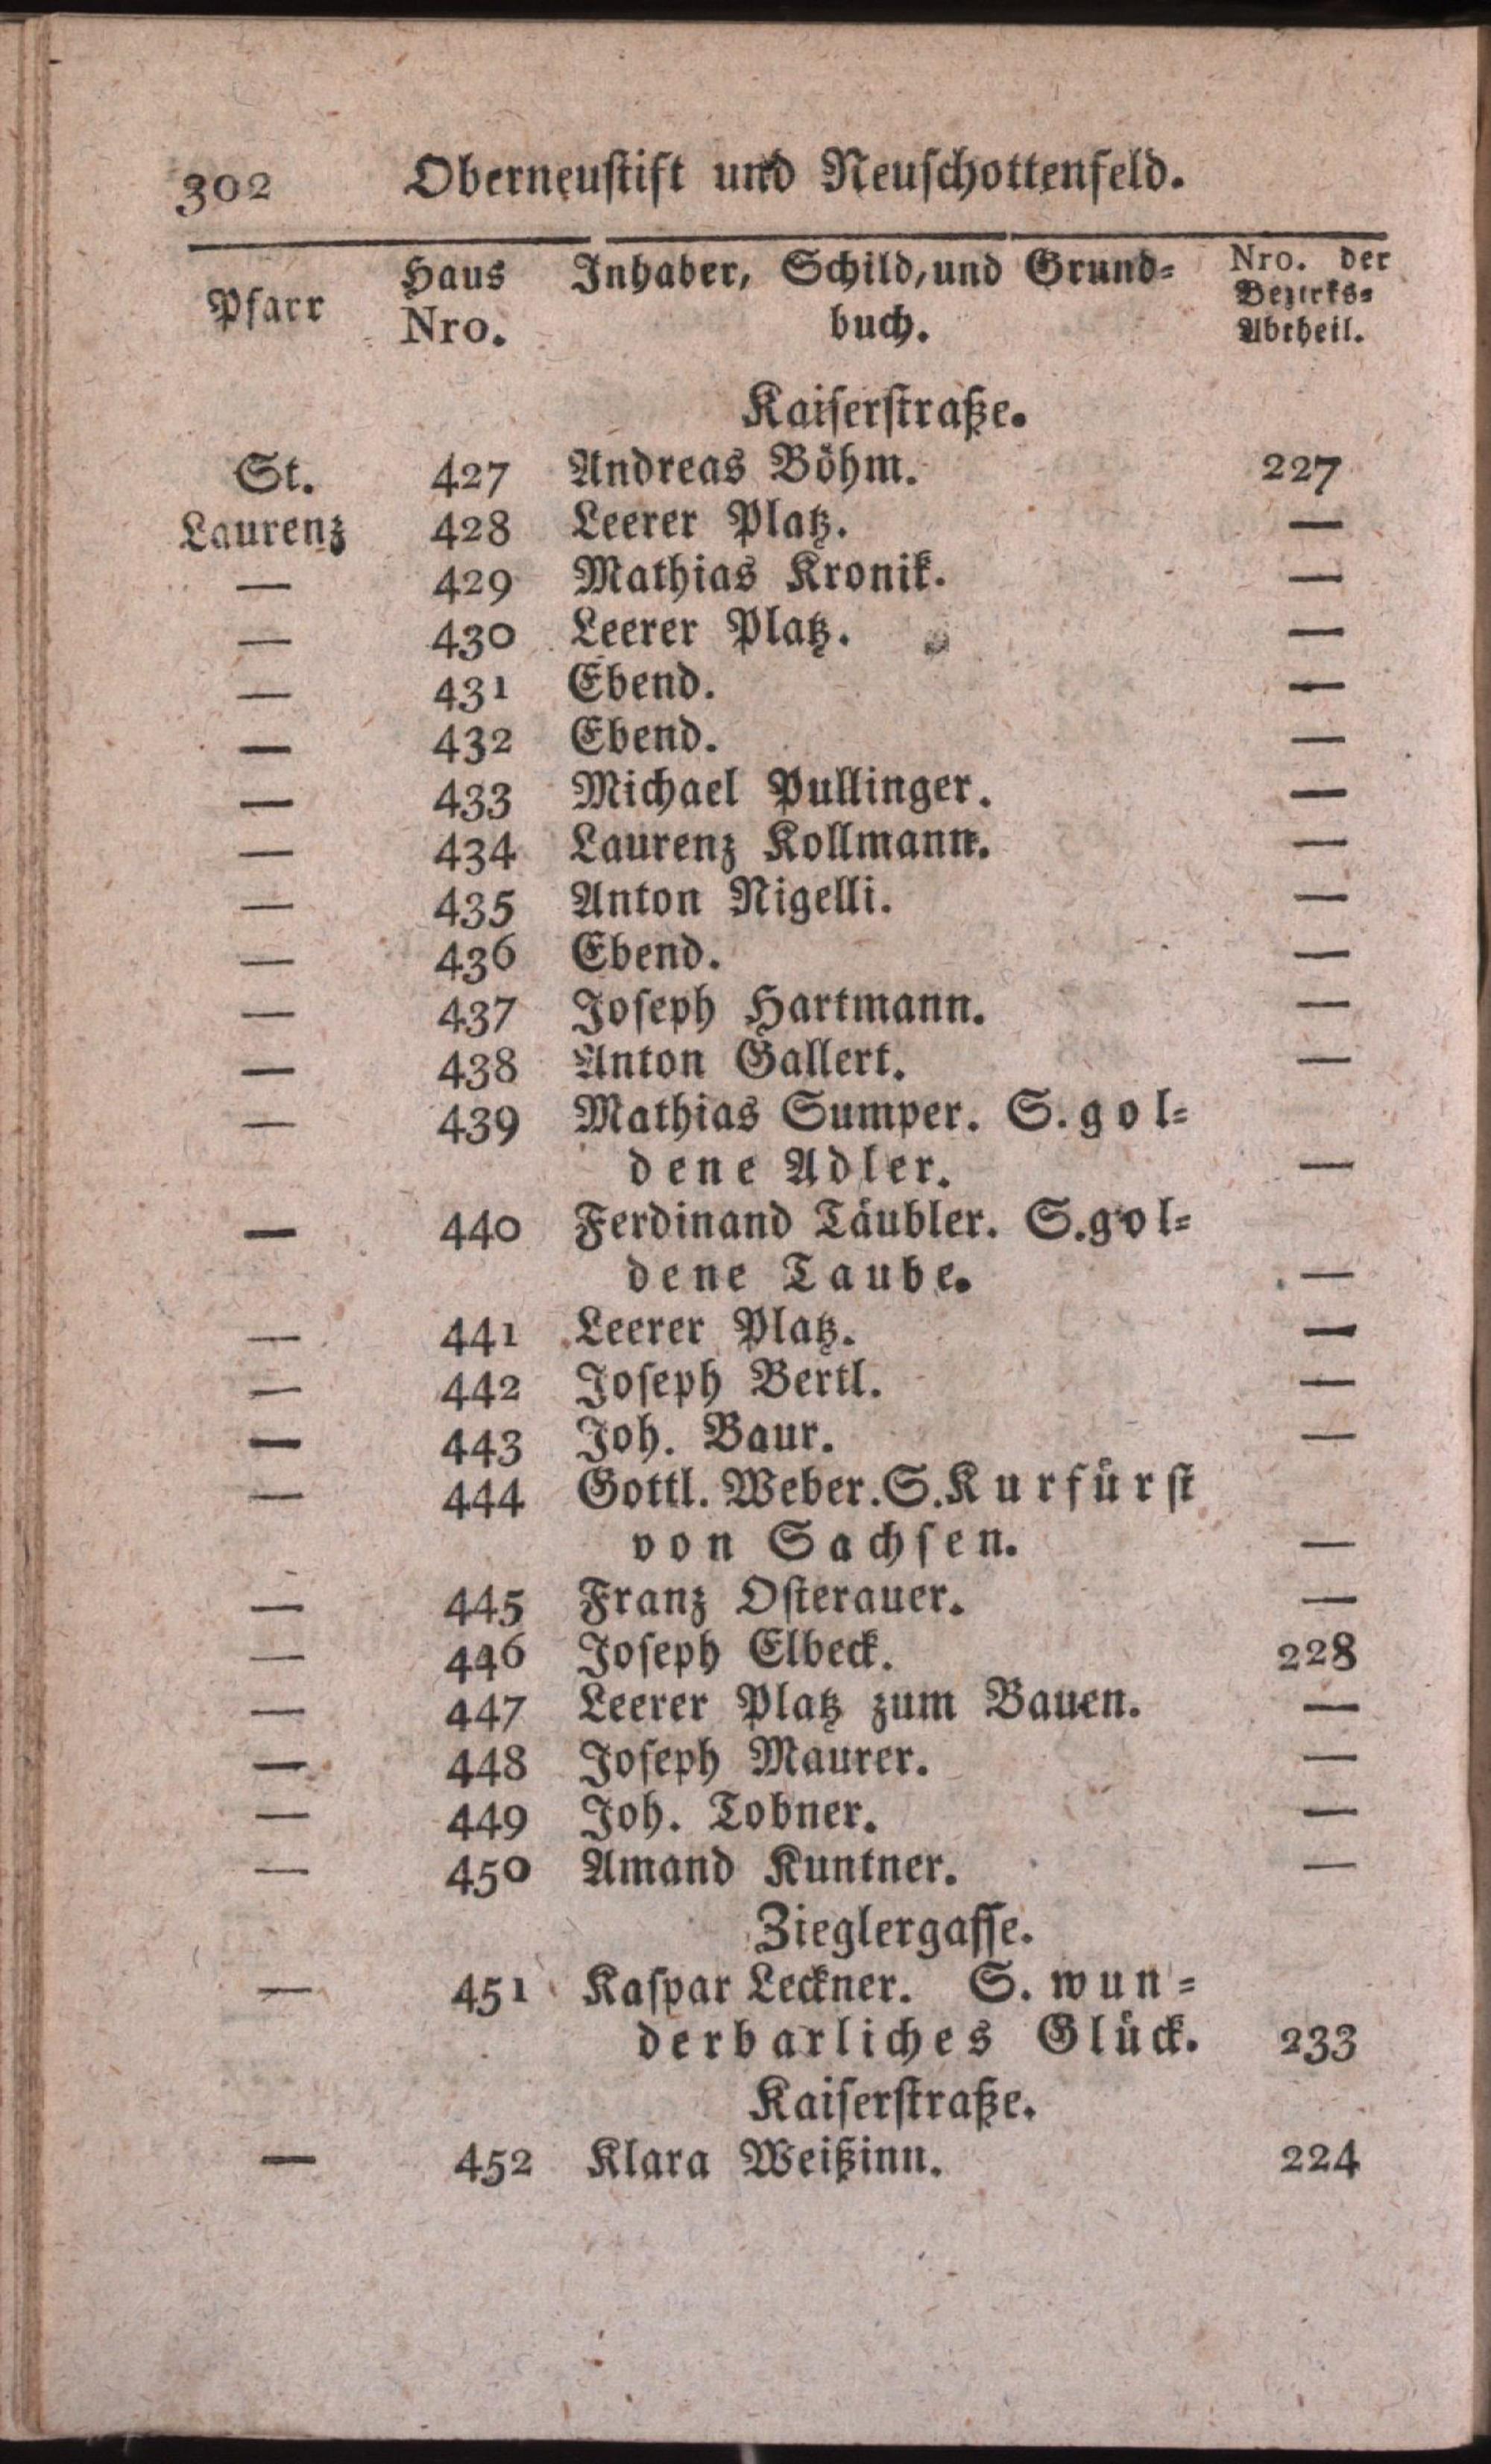 302 Oberneustift und Neuschottenfeld.
Pfarr Haus Nro. Inhaber, Schild, und Grund= buch. Nro. der Bezirks= Abtheil.
Kaiserstraße.
St. 427 Andreas Böhm. 227
Laurenz 428 Leerer Platz. —
— 429 Mathias Kronik. —
— 430 Leerer Platz. —
— 431 Ebend. —
— 432 Ebend. —
— 433 Michael Pullinger. —
— 434 Laurenz Kollmann. —
— 435 Anton Nigelli. —
— 436 Ebend. —
— 437 Joseph Hartmann. —
— 438 Anton Gallert. —
— 439 Mathias Sumper. S. gol=
dene Adler. —
— 440 Ferdinand Täubler. S. gol=
dene Taube. —
— 441 Leerer Platz. —
— 442 Joseph Bertl. —
— 443 Joh. Baur. —
— 444 Gottl. Weber. S. Kurfürst
von Sachsen. —
— 445 Franz Osterauer. —
— 446 Joseph Elbeck. 228
— 447 Leerer Platz zum Bauen. —
— 448 Joseph Maurer. —
— 449 Joh. Tobner. —
— 450 Amand Kuntner. —
Zieglergasse.
— 451 Kaspar Leckner. S. wun=
derbarliches Glück. 233
Kaiserstraße.
— 452 Klara Weißinn. 224